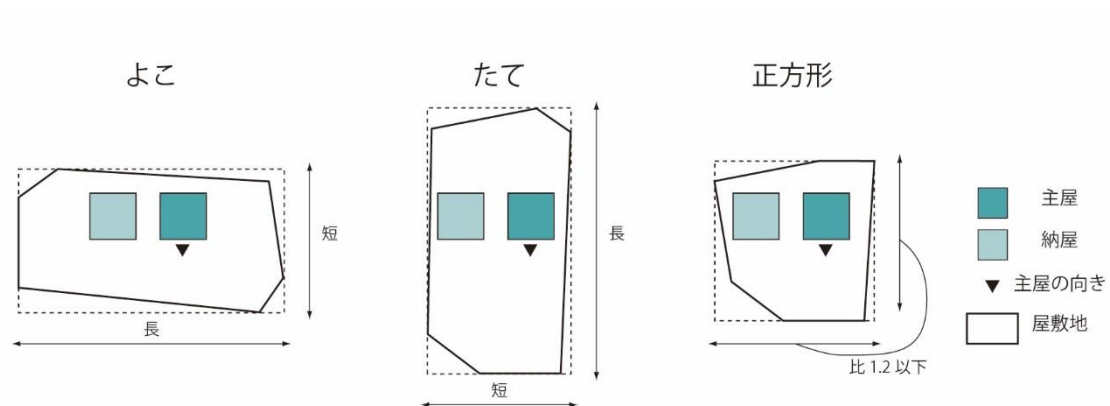 よこ
たて
正方形
短
長
長
短
比 1.2 以下
主屋
納屋
主屋の向き
屋敷地